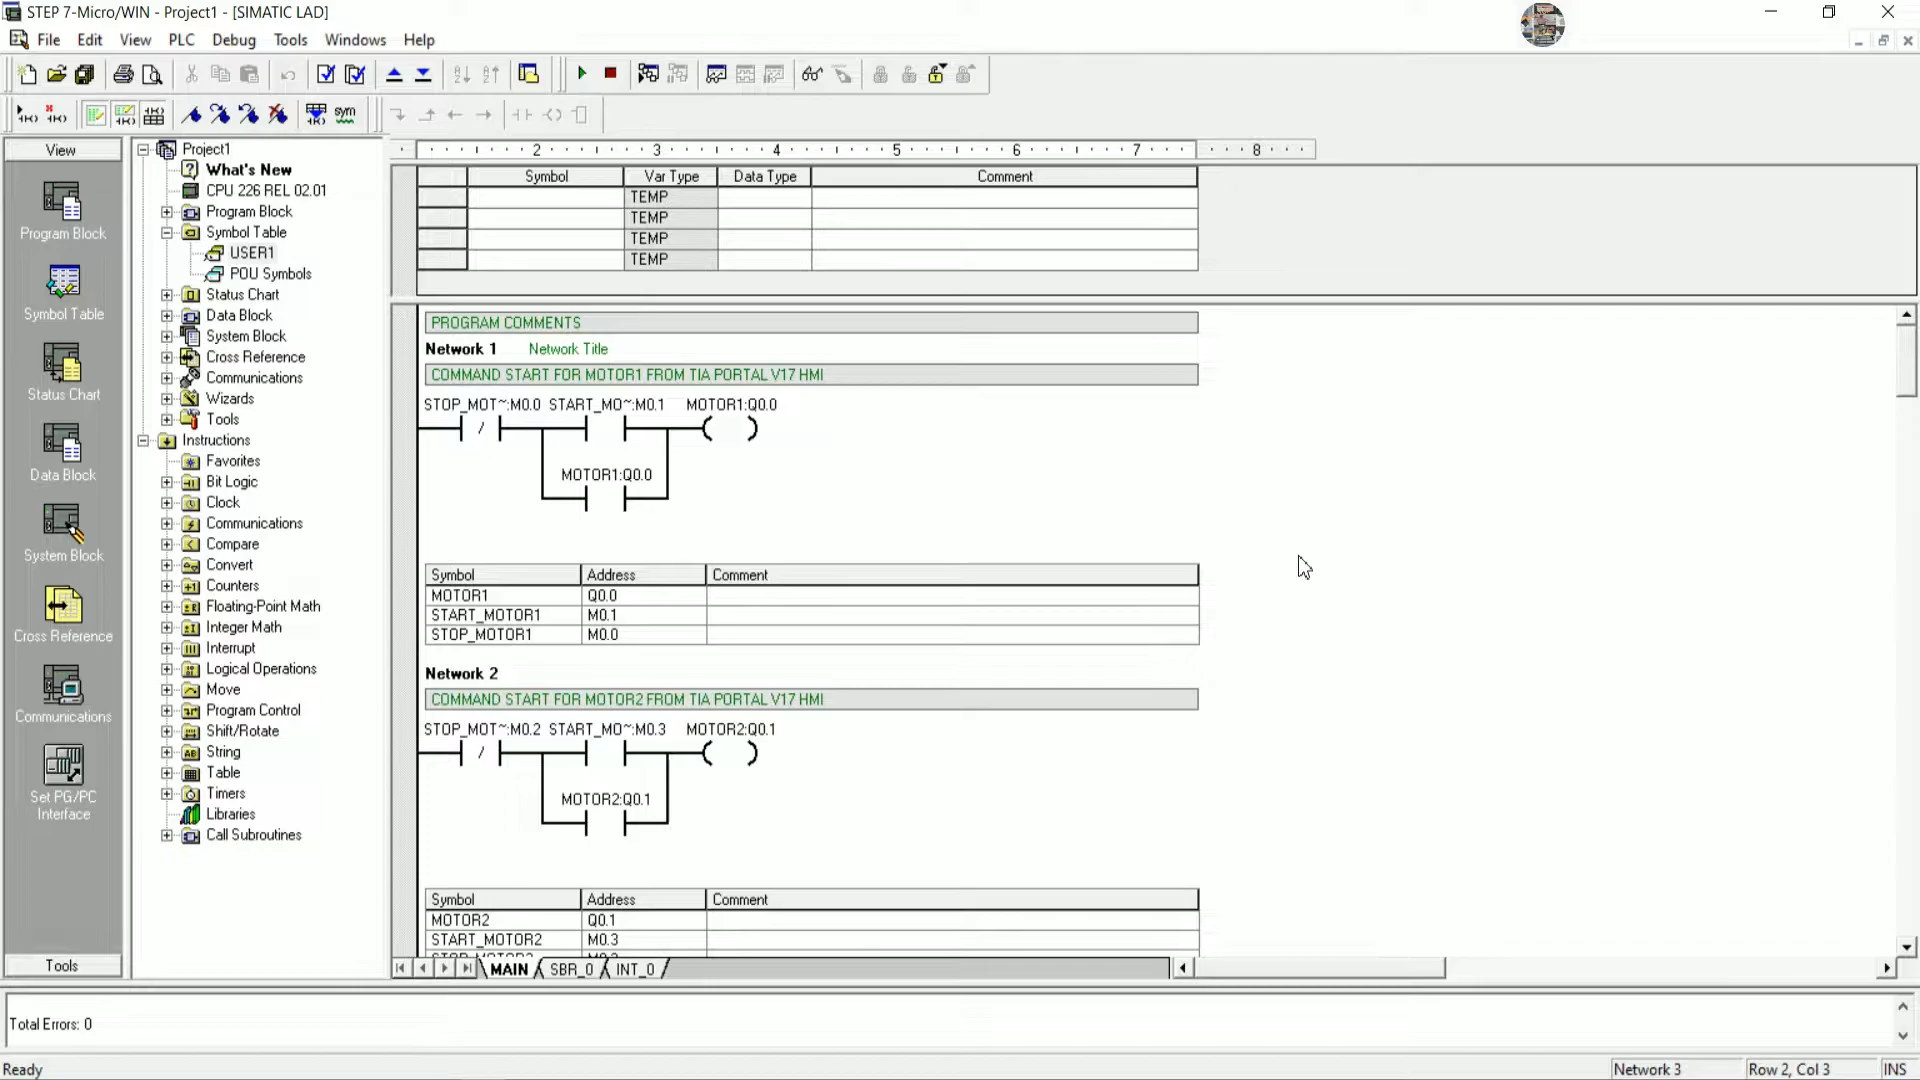 STEP 7-Micro/WIN - Project1 - [SIMATIC LAD]
File Edit View PLC Debug Tools Windows Help
View
Program Block
Symbol Table
Status Chart
Data Block
System Block
Cross Reference
Communications
Set PG/PC
Interface
Tools
Project1
What's New
CPU 226 REL 02.01
Program Block
Symbol Table
USER1
POU Symbols
Status Chart
Data Block
System Block
Cross Reference
Communications
Wizards
Tools
Instructions
Favorites
Bit Logic
Clock
Communications
Compare
Convert
Counters
Floating-Point Math
Integer Math
Interrupt
Logical Operations
Move
Program Control
Shift/Rotate
String
Table
Timers
Libraries
Call Subroutines
2 3 4 5 6 7 8
Symbol Var Type Data Type Comment
TEMP
TEMP
TEMP
TEMP
PROGRAM COMMENTS
Network 1 Network Title
COMMAND START FOR MOTOR1 FROM TIA PORTAL V17 HMI
STOP_MOT~:M0.0 START_MO~:M0.1 MOTOR1:Q0.0
MOTOR1:Q0.0
Symbol Address Comment
MOTOR1 Q0.0
START_MOTOR1 M0.1
STOP_MOTOR1 M0.0
Network 2
COMMAND START FOR MOTOR2 FROM TIA PORTAL V17 HMI
STOP_MOT~:M0.2 START_MO~:M0.3 MOTOR2:Q0.1
MOTOR2:Q0.1
Symbol Address Comment
MOTOR2 Q0.1
START_MOTOR2 M0.3
MAIN SBR_0 INT_0
Total Errors: 0
Ready Network 3 Row 2, Col 3 INS